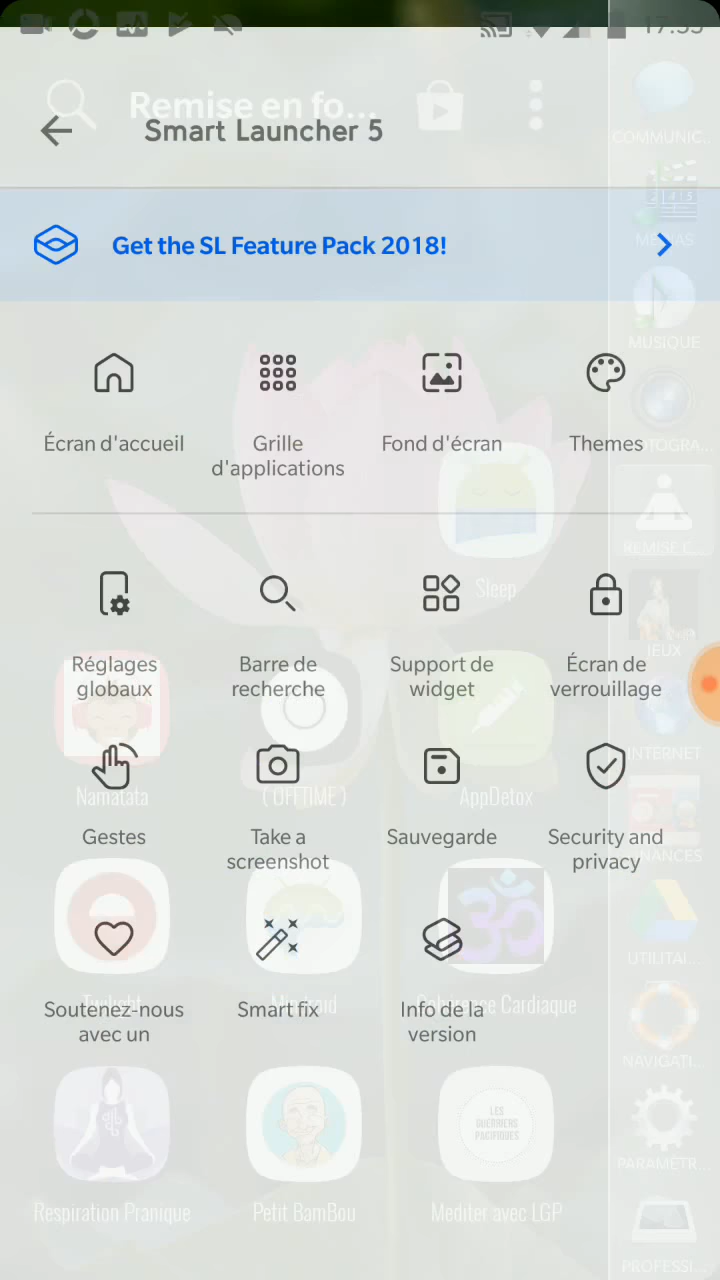 17:55
Remise en fo...
Smart Launcher 5
COMMUNIC...
Get the SL Feature Pack 2018!
MÉDIAS
MUSIQUE
Écran d'accueil
Grille
d'applications
Fond d'écran
Themes
Sleep
REMISE E...
JEUX
Réglages
globaux
Barre de
recherche
Support de
widget
Écran de
verrouillage
INTERNET
Namatata
( OFFTIME )
AppDetox
Gestes
Take a
screenshot
Sauvegarde
Security and
privacy
UTILITAI...
Twilight
Cohérence Cardiaque
Soutenez-nous
avec un
Smart fix
Info de la
version
NAVIGATI...
LES
GUERRIERS
PACIFIQUES
PARAMÈTR...
Respiration Pranique
Petit BamBou
Mediter avec LGP
PROFESSI...